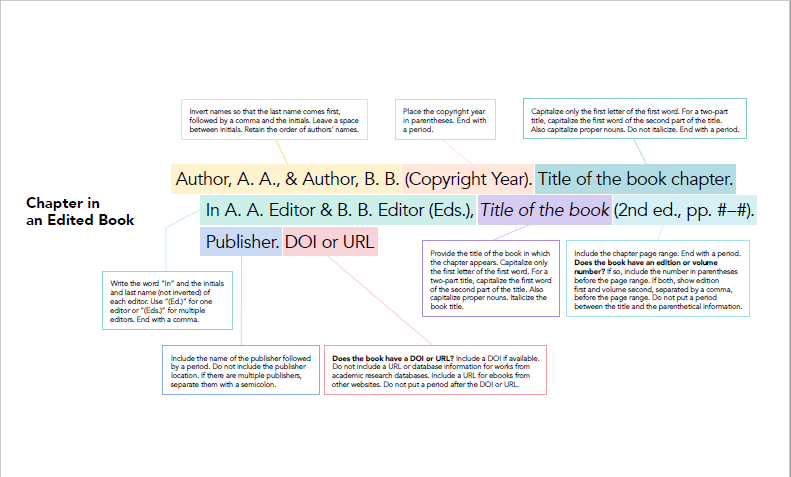 Invert names so that the last name comes first,
followed by a comma and the initials. Leave a space
between initials. Retain the order of authors' names.
Place the copyright year
in parentheses. End with
a period.
Capitalize only the first letter of the first word. For a two-part
title, capitalize the first word of the second part of the title.
Also capitalize proper nouns. Do not italicize. End with a period.
Chapter in
an Edited Book
Author, A. A., & Author, B. B. (Copyright Year). Title of the book chapter.
In A. A. Editor & B. B. Editor (Eds.), Title of the book (2nd ed., pp. #–#).
Publisher. DOI or URL
Write the word "In" and the initials
and last name (not inverted) of
each editor. Use "(Ed.)" for one
editor or "(Eds.)" for multiple
editors. End with a comma.
Provide the title of the book in which
the chapter appears. Capitalize only
the first letter of the first word. For a
two-part title, capitalize the first word
of the second part of the title. Also
capitalize proper nouns. Italicize the
book title.
Include the chapter page range. End with a period.
Does the book have an edition or volume
number? If so, include the number in parentheses
before the page range. If both, show edition
first and volume second, separated by a comma,
before the page range. Do not put a period
between the title and the parenthetical information.
Include the name of the publisher followed
by a period. Do not include the publisher
location. If there are multiple publishers,
separate them with a semicolon.
Does the book have a DOI or URL? Include a DOI if available.
Do not include a URL or database information for works from
academic research databases. Include a URL for ebooks from
other websites. Do not put a period after the DOI or URL.